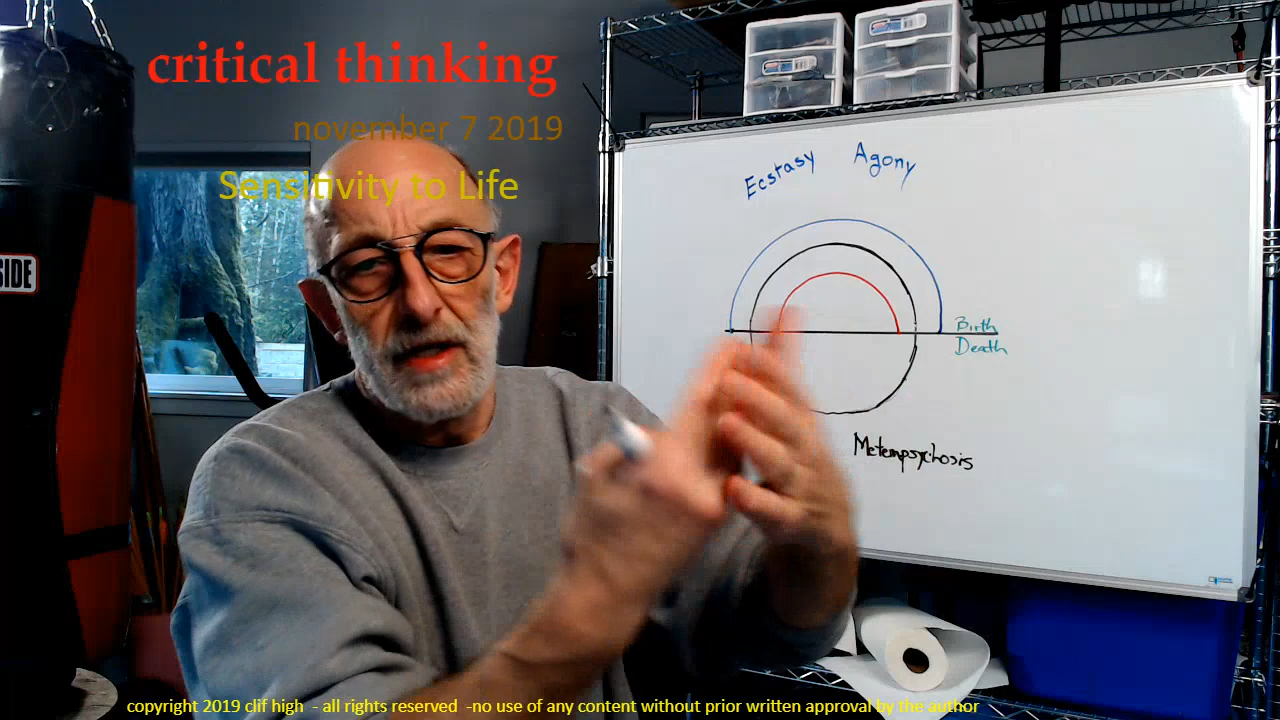 critical thinking
november 7 2019
Sensitivity to Life
SIDE
Ecstasy Agony
Birth
Death
Metempsychosis
copyright 2019 clif high - all rights reserved -no use of any content without prior written approval by the author